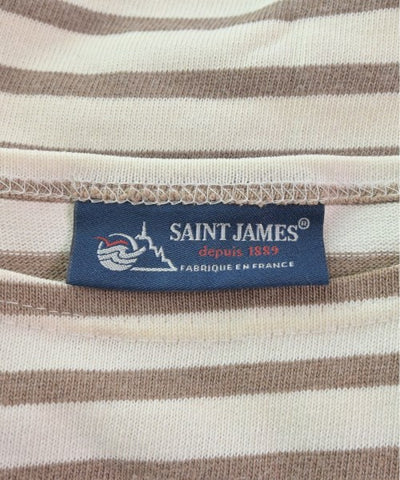 SAINT JAMES®
depuis 1889
FABRIQUE EN FRANCE